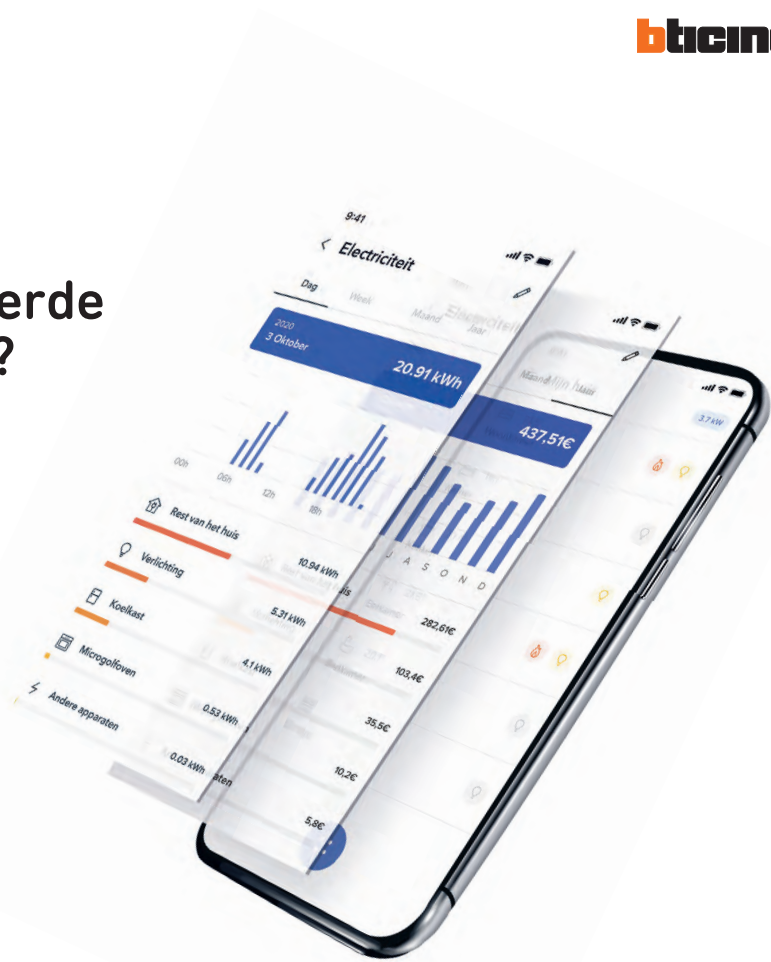 bticin
erde
?
9:41
< Electriciteit
Dag
Week
Maand
Jaar
2020
3 Oktober
20.91 kWh
00h
06h
12h
18h
Rest van het huis
10.94 kWh
Verlichting
5.31 kWh
Koelkast
4.1 kWh
Microgolfoven
0.53 kWh
Andere apparaten
0.03 kWh
Maand
437,51€
J A S O N D
282,61€
103,4€
35,5€
10,2€
5,8€
3.7 kW